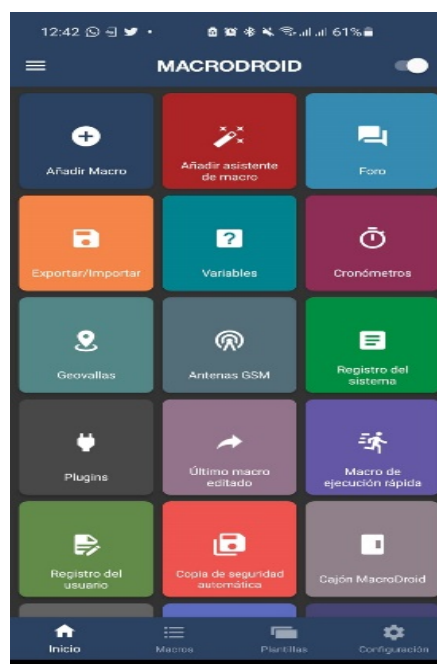 12:42 61%
MACRODROID
Añadir Macro
Añadir asistente
de macro
Foro
Exportar/Importar
?
Variables
Cronómetros
Geovallas
Antenas GSM
Registro del
sistema
Plugins
Último macro
editado
Macro de
ejecución rápida
Registro del
usuario
Copia de seguridad
automática
Cajón MacroDroid
Inicio
Macros
Plantillas
Configuración